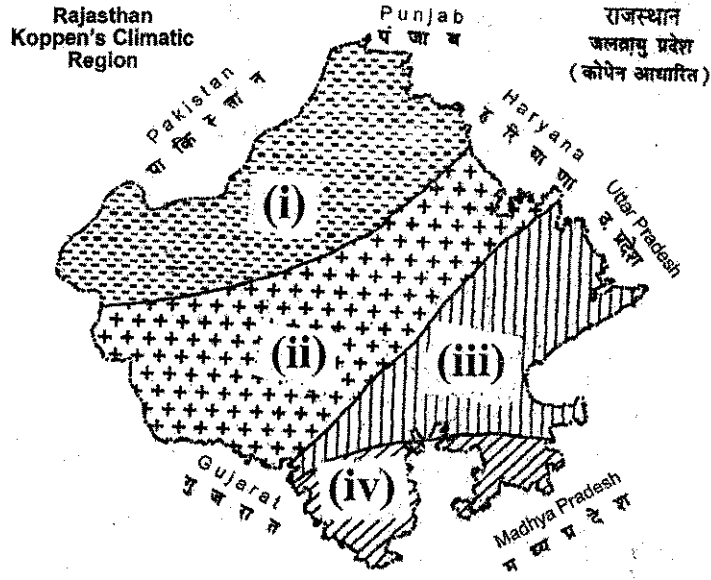 Rajasthan
Koppen's Climatic
Region
Punjab
पंजाब
राजस्थान
जलवायु प्रदेश
(कोपेन आधारित)
Pakistan
पाकिस्तान
Haryana
हरियाणा
Uttar Pradesh
उ. प्रदेश
(i)
(ii)
(iii)
(iv)
Gujarat
गुजरात
Madhya Pradesh
मध्य प्रदेश